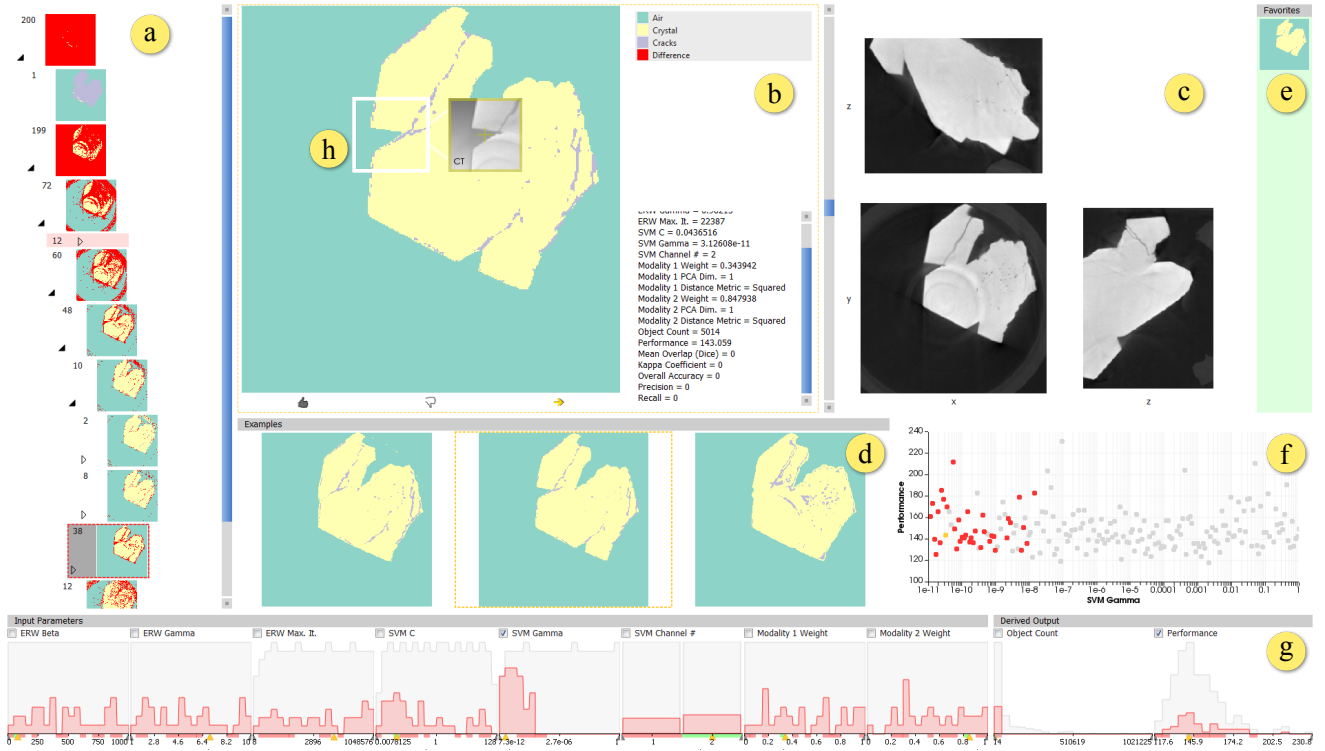 200
a
1
199
72
12
60
48
10
2
8
38
12
Air
Crystal
Cracks
Difference
b
h
CT
ERW Max. It. = 22387
SVM C = 0.0436516
SVM Gamma = 3.12608e-11
SVM Channel # = 2
Modality 1 Weight = 0.343942
Modality 1 PCA Dim. = 1
Modality 1 Distance Metric = Squared
Modality 2 Weight = 0.847938
Modality 2 PCA Dim. = 1
Modality 2 Distance Metric = Squared
Object Count = 5014
Performance = 143.059
Mean Overlap (Dice) = 0
Kappa Coefficient = 0
Overall Accuracy = 0
Precision = 0
Recall = 0
z
c
y
x
z
Favorites
e
Examples
d
f
240
220
200
180
160
140
120
100
Performance
1e-11 1e-10 1e-9 1e-8 1e-7 1e-6 1e-5 0.0001 0.001 0.01 0.1 1
SVM Gamma
Input Parameters
ERW Beta ERW Gamma ERW Max. It. SVM C SVM Gamma SVM Channel # Modality 1 Weight Modality 2 Weight
250 500 750 1000 1 2.8 4.6 6.4 8.2 2896 1048576 0.0078125 1 128 7.3e-12 2.7e-06 1 1 2 0 0.2 0.4 0.6 0.8 0 0.2 0.4 0.6 0.8
Derived Output
Object Count Performance
g
510619 1021225 117.6 145.9 174.2 202.5 230.8